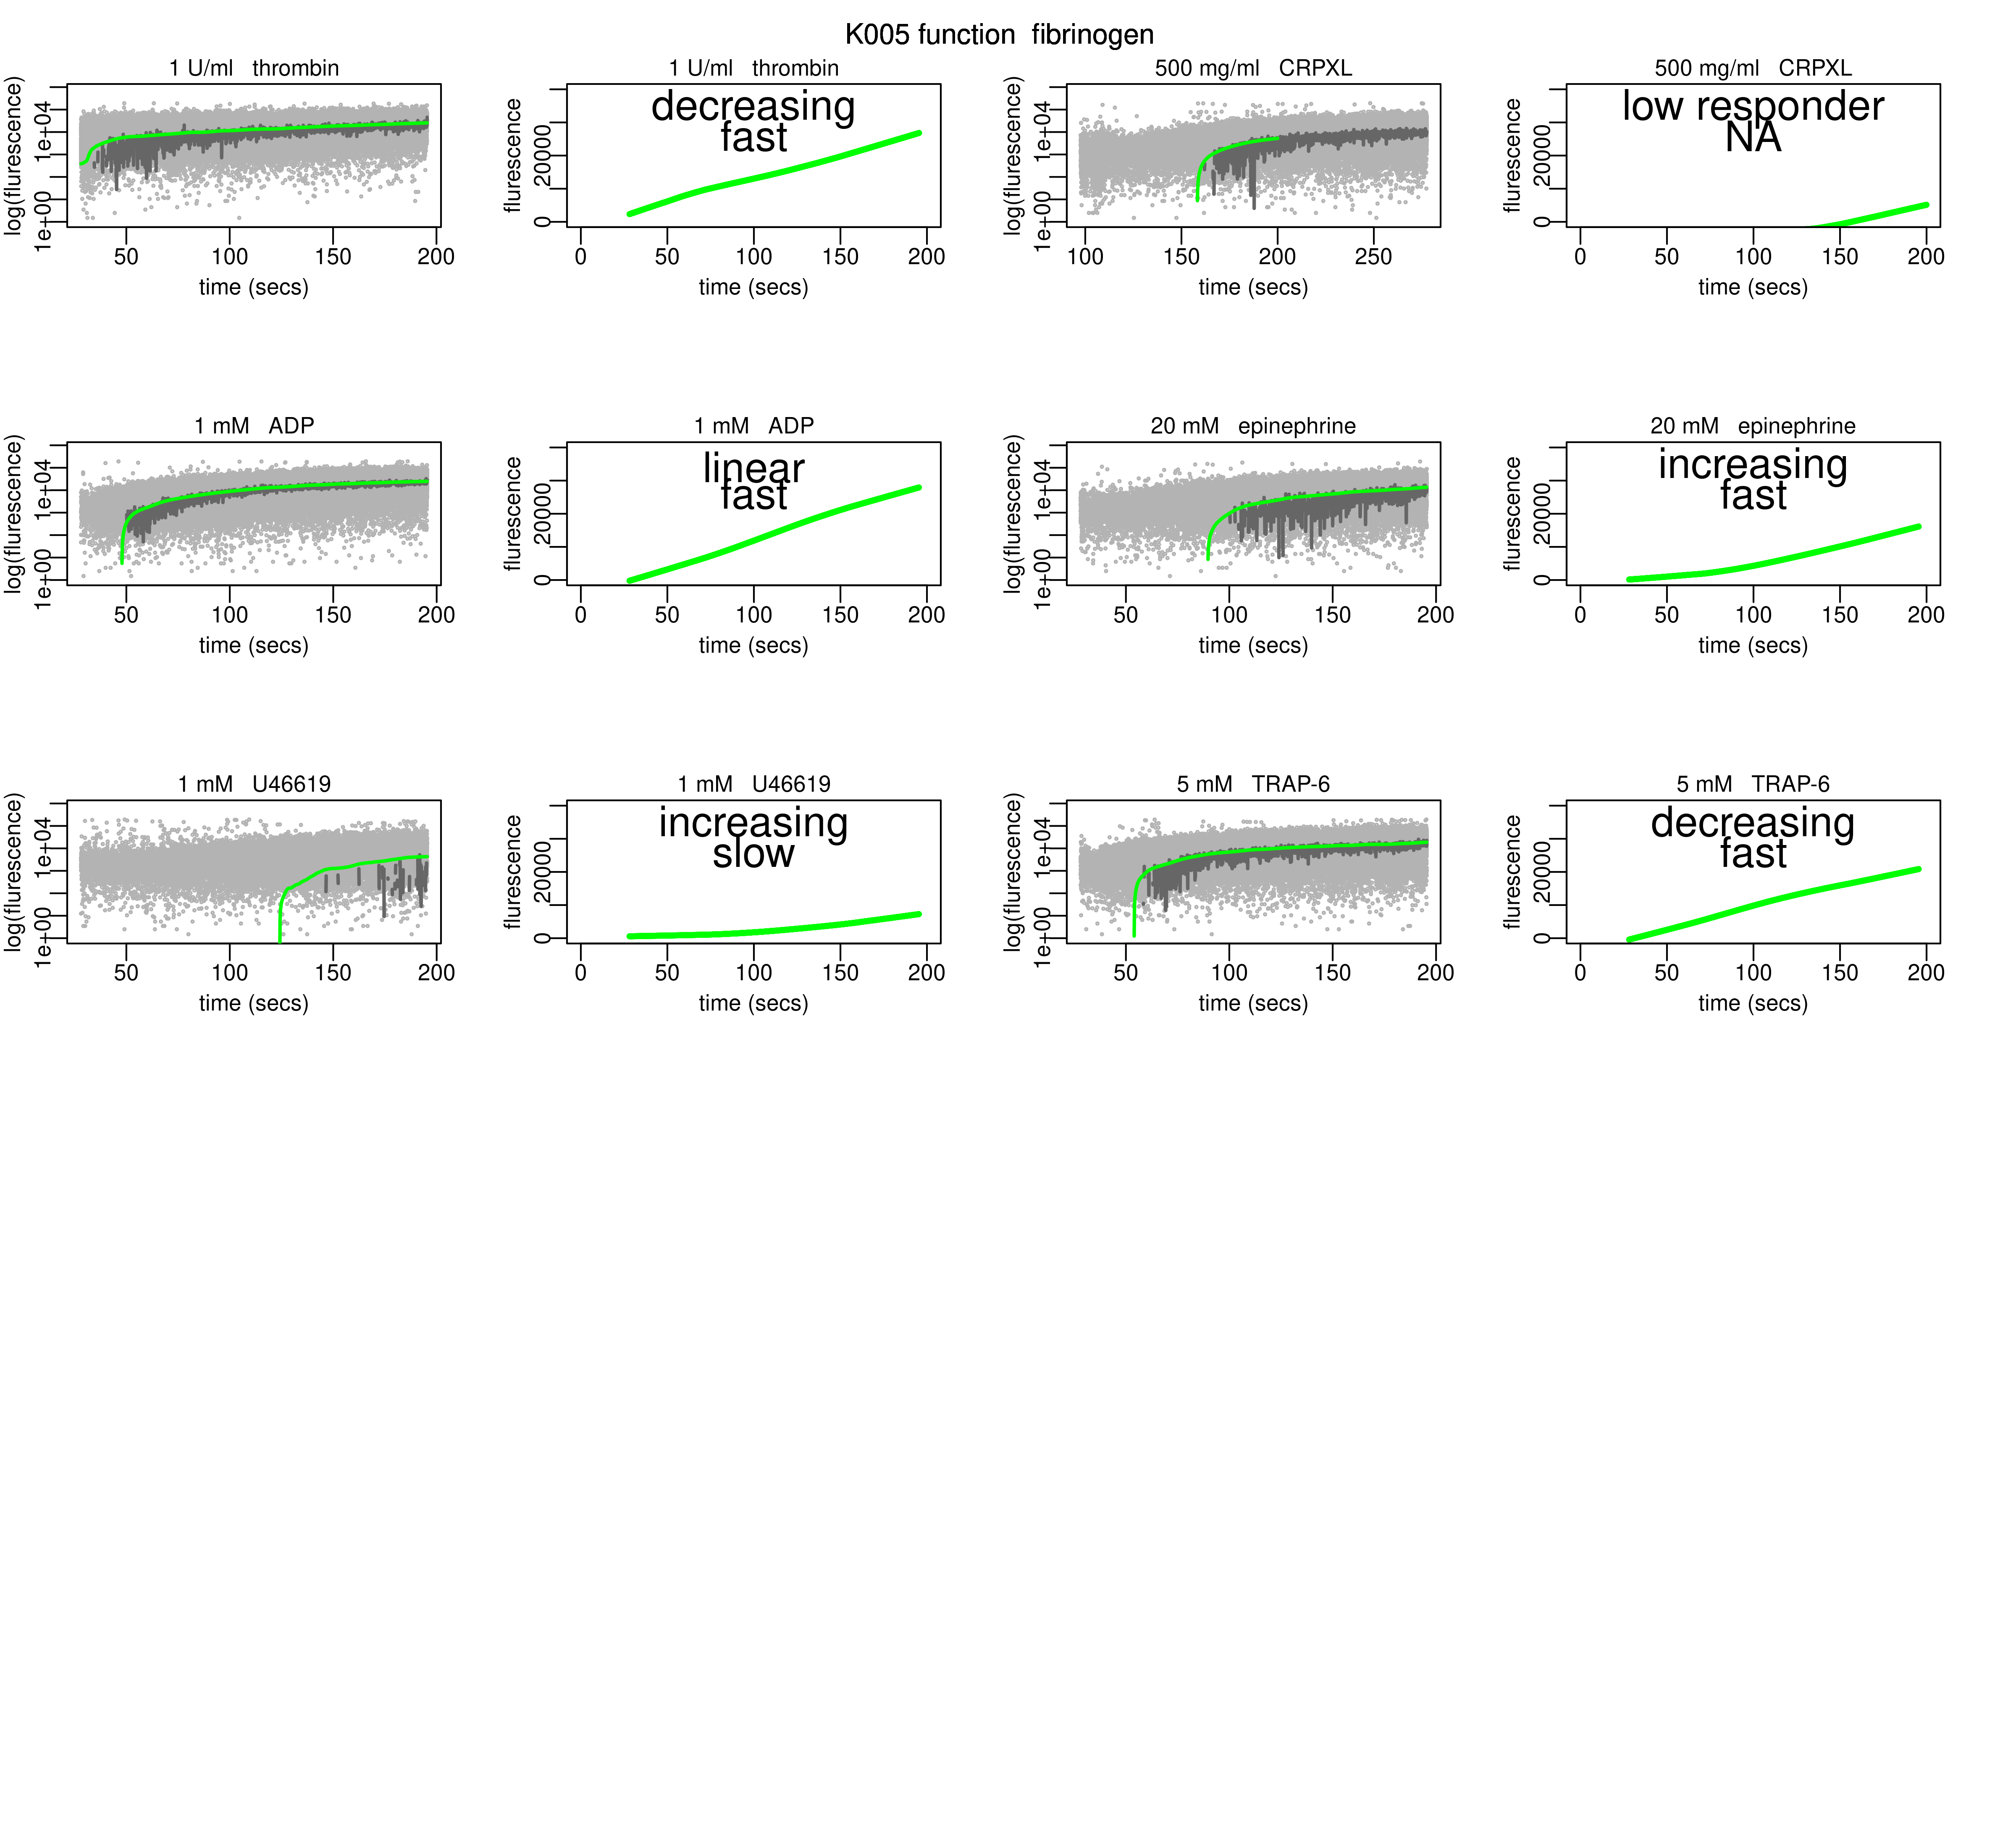 K005 function  fibrinogen
1 U/ml   thrombin
log(flurescence)
1e+00
1e+04
50 100 150 200
time (secs)
1 U/ml   thrombin
decreasing
fast
flurescence
0
20000
0 50 100 150 200
time (secs)
500 mg/ml   CRPXL
log(flurescence)
1e+00
1e+04
100 150 200 250
time (secs)
500 mg/ml   CRPXL
low responder
NA
flurescence
0
20000
0 50 100 150 200
time (secs)
1 mM   ADP
log(flurescence)
1e+00
1e+04
50 100 150 200
time (secs)
1 mM   ADP
linear
fast
flurescence
0
20000
0 50 100 150 200
time (secs)
20 mM   epinephrine
log(flurescence)
1e+00
1e+04
50 100 150 200
time (secs)
20 mM   epinephrine
increasing
fast
flurescence
0
20000
0 50 100 150 200
time (secs)
1 mM   U46619
log(flurescence)
1e+00
1e+04
50 100 150 200
time (secs)
1 mM   U46619
increasing
slow
flurescence
0
20000
0 50 100 150 200
time (secs)
5 mM   TRAP-6
log(flurescence)
1e+00
1e+04
50 100 150 200
time (secs)
5 mM   TRAP-6
decreasing
fast
flurescence
0
20000
0 50 100 150 200
time (secs)